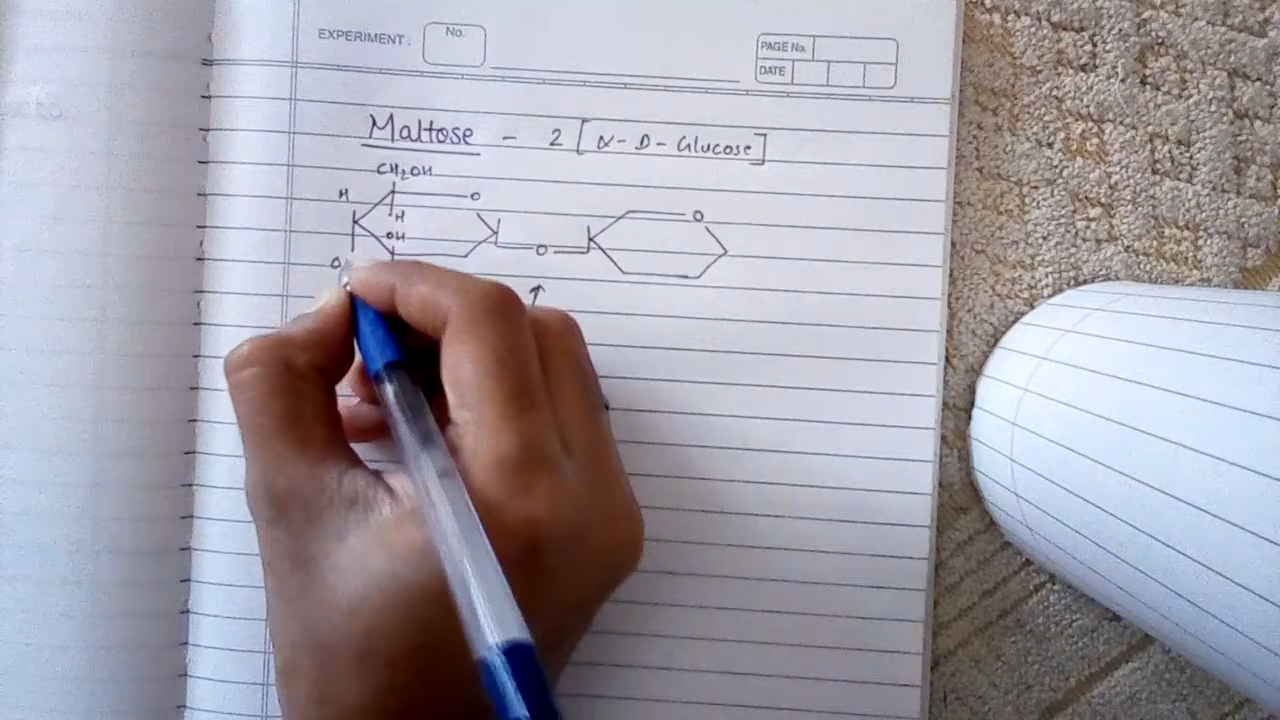 EXPERIMENT :
No.
PAGE No.
DATE
Maltose - 2 [α-D-Glucose]
CH₂OH
H
O
O
H
OH
O
O